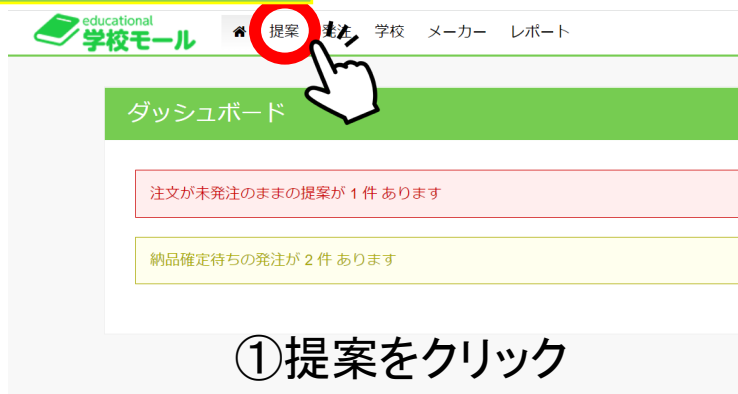 educational
学校モール
提案 発注 学校 メーカー レポート
ダッシュボード
注文が未発注のままの提案が 1 件 あります
納品確定待ちの発注が 2 件 あります
①提案をクリック